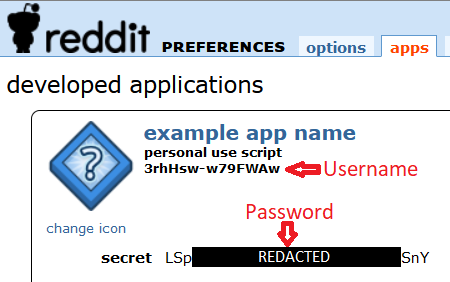 reddit PREFERENCES options apps
developed applications
?
example app name
personal use script
3rhHsw-w79FWAw Username
Password
change icon
secret LSp REDACTED SnY